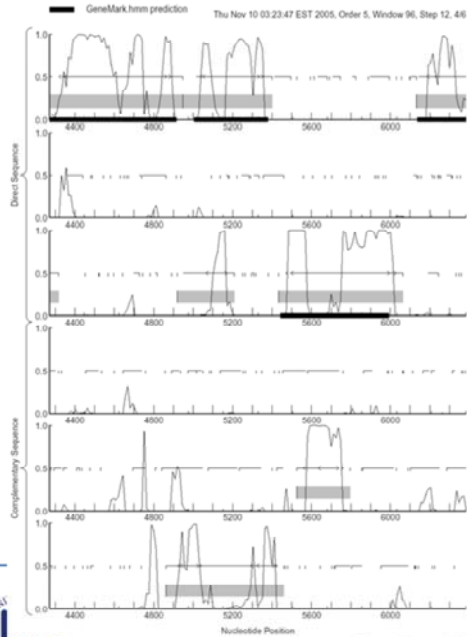 GeneMark.hmm prediction
Thu Nov 10 03:23:47 EST 2005, Order 5, Window 96, Step 12, 4/6
Direct Sequence
1.0
0.5
0.0
4400 4800 5200 5600 6000
1.0
0.5
0.0
4400 4800 5200 5600 6000
1.0
0.5
0.0
4400 4800 5200 5600 6000
Complementary Sequence
1.0
0.5
0.0
4400 4800 5200 5600 6000
1.0
0.5
0.0
4400 4800 5200 5600 6000
1.0
0.5
0.0
4400 4800 5200 5600 6000
Nucleotide Position